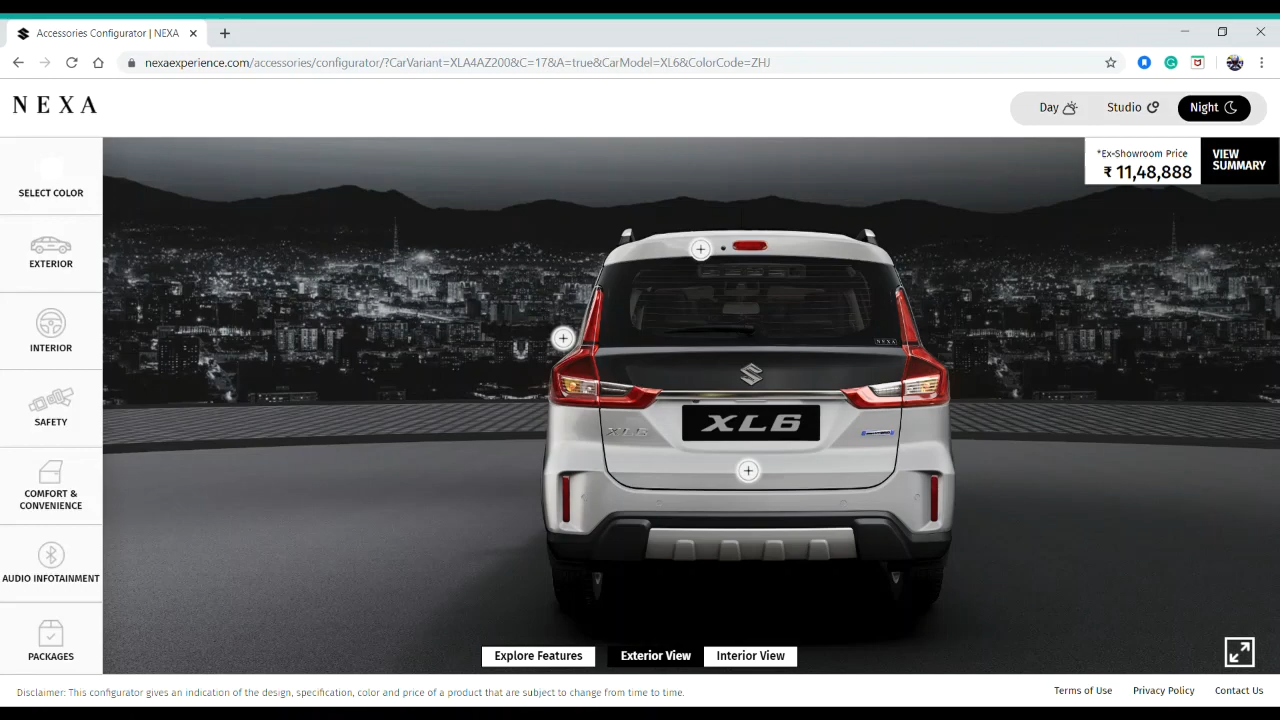 Accessories Configurator | NEXA
nexaexperience.com/accessories/configurator/?CarVariant=XLA4AZ2D0&C=17&A=true&CarModel=XL6&ColorCode=ZHJ
NEXA
Day
Studio
Night
*Ex-Showroom Price
₹ 11,48,888
VIEW
SUMMARY
SELECT COLOR
EXTERIOR
INTERIOR
SAFETY
COMFORT &
CONVENIENCE
AUDIO INFOTAINMENT
PACKAGES
NEXA
XL6
XL6
Explore Features
Exterior View
Interior View
Disclaimer: This configurator gives an indication of the design, specification, color and price of a product that are subject to change from time to time.
Terms of Use
Privacy Policy
Contact Us